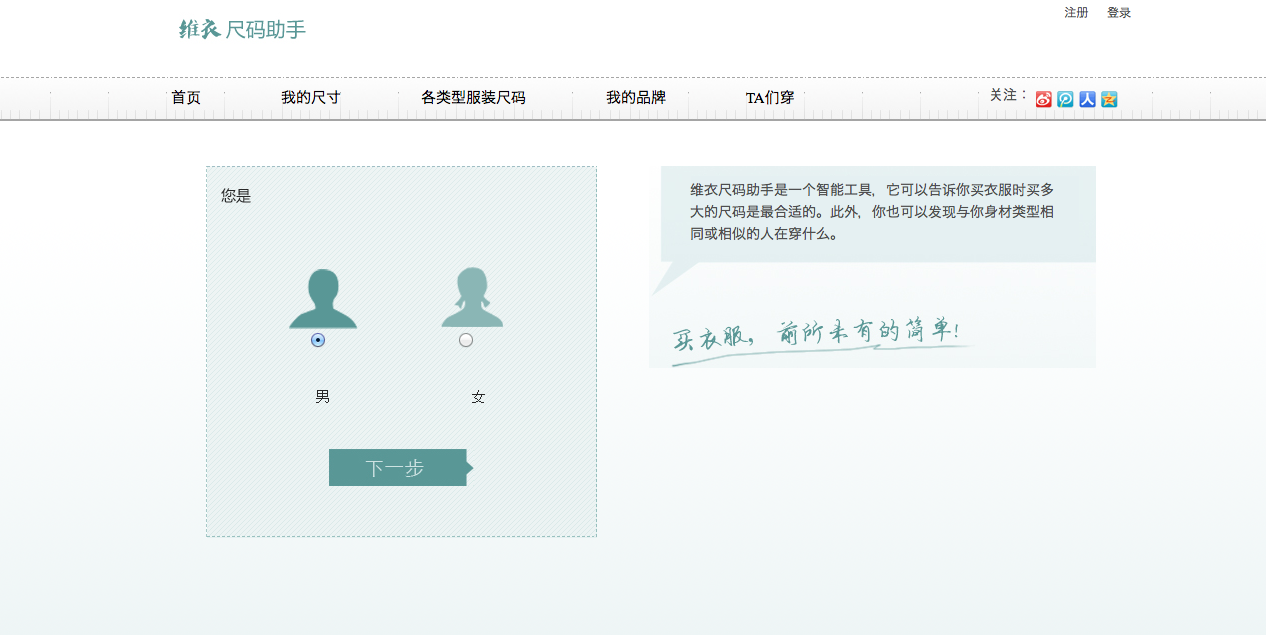 注册 登录
维衣 尺码助手
首页 我的尺寸 各类型服装尺码 我的品牌 TA们穿 关注：
您是
男 女
下一步
维衣尺码助手是一个智能工具，它可以告诉你买衣服时买多
大的尺码是最合适的。此外，你也可以发现与你身材类型相
同或相似的人在穿什么。
买衣服，前所未有的简单!